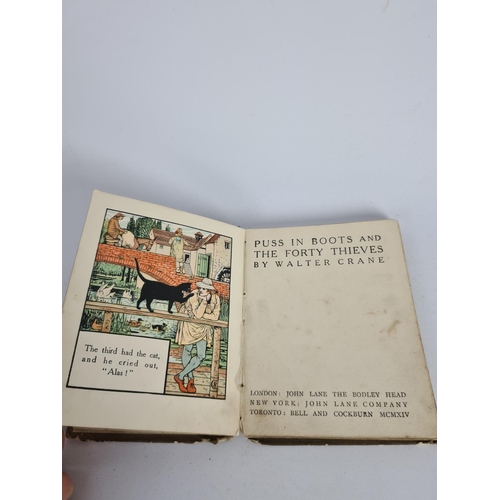 The third had the cat,
and he cried out,
"Alas!"
PUSS IN BOOTS AND
THE FORTY THIEVES
BY WALTER CRANE
LONDON: JOHN LANE THE BODLEY HEAD
NEW YORK: JOHN LANE COMPANY
TORONTO: BELL AND COCKBURN MCMXIV